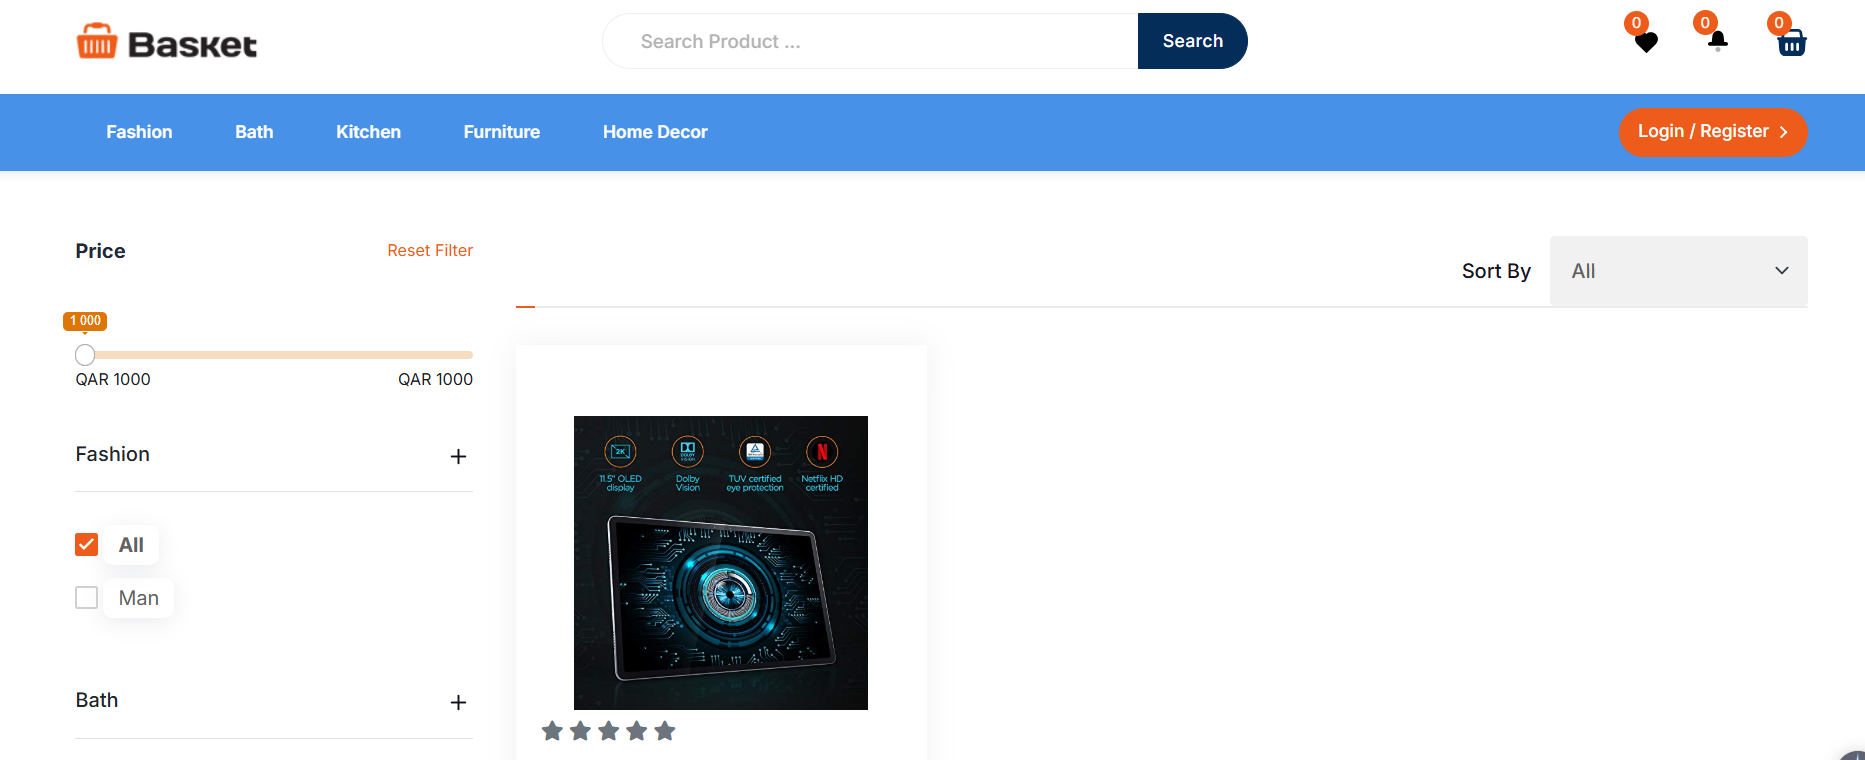 Basket
Search Product ...
Search
0
0
0
Fashion
Bath
Kitchen
Furniture
Home Decor
Login / Register
Price
Reset Filter
1 000
QAR 1000
QAR 1000
Fashion
All
Man
Bath
Sort By
All
2K
DOLBY
VISION
N
11.5" OLED
display
Dolby
Vision
TUV certified
eye protection
Netflix HD
certified